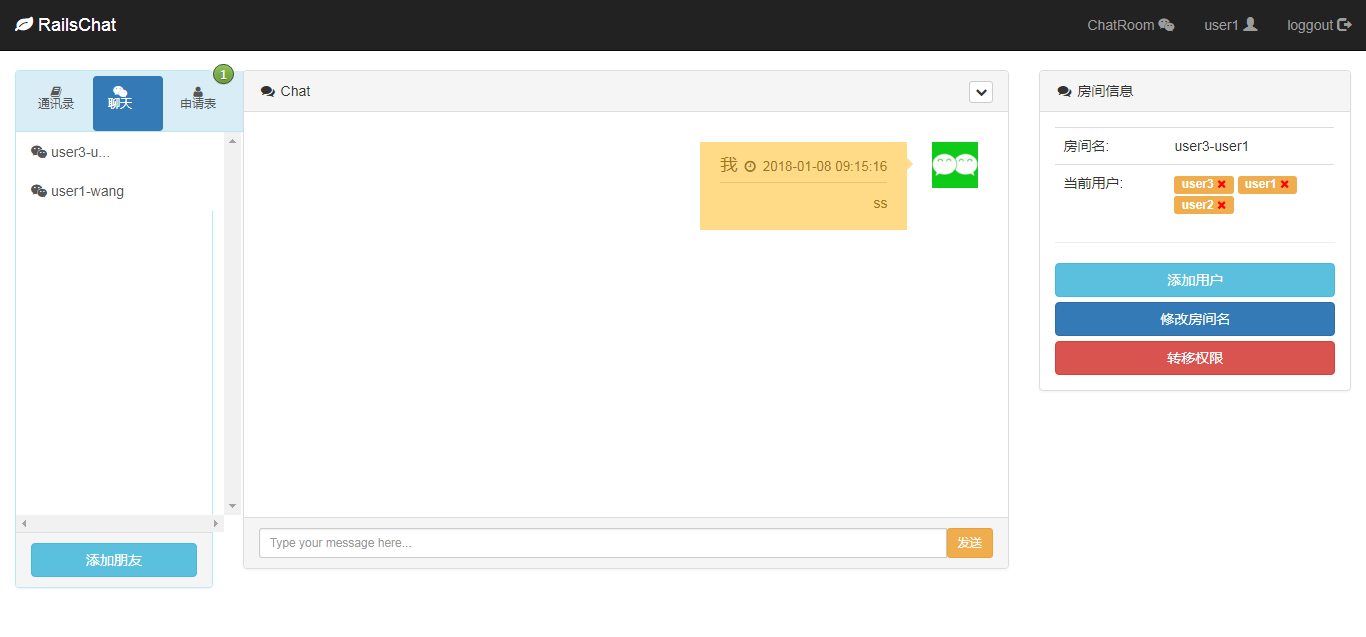 RailsChat
ChatRoom
user1
loggout
通讯录
聊天
申请表
1
user3-u...
user1-wang
添加朋友
Chat
我 2018-01-08 09:15:16
ss
Type your message here...
发送
房间信息
房间名: user3-user1
当前用户: user3 user1
user2
添加用户
修改房间名
转移权限